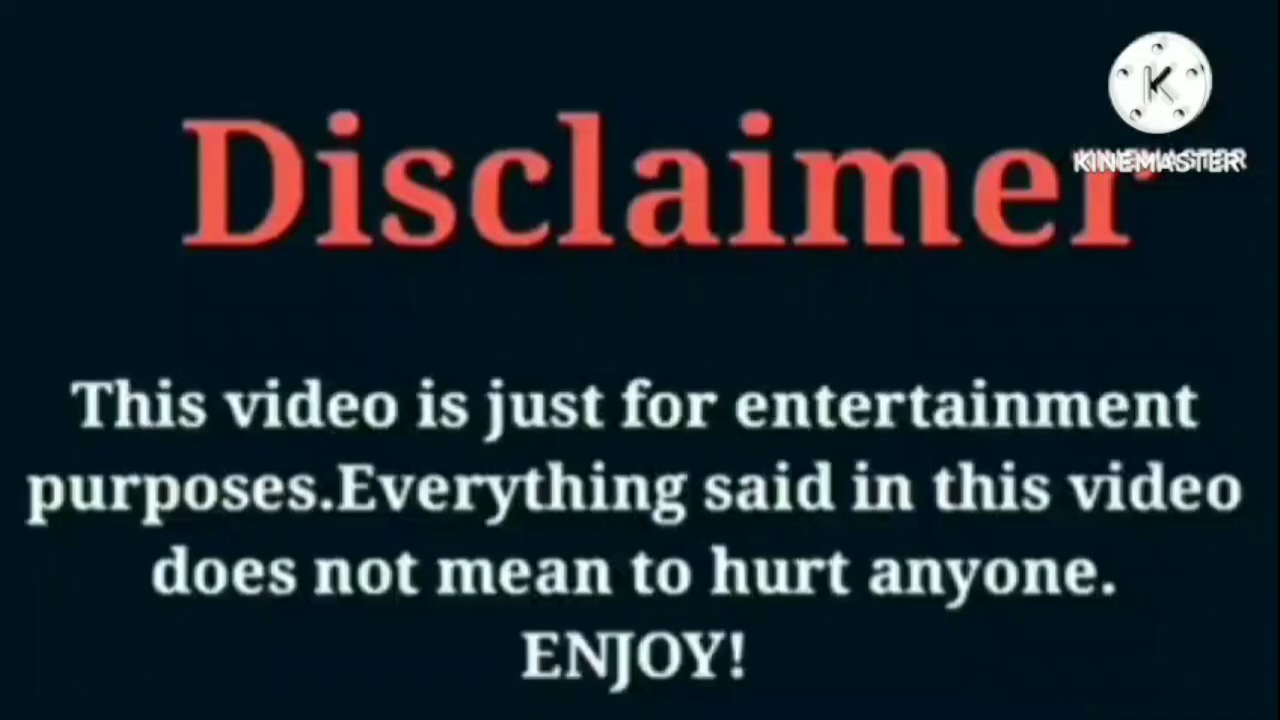 K
KINEMASTER
Disclaimer
This video is just for entertainment
purposes.Everything said in this video
does not mean to hurt anyone.
ENJOY!